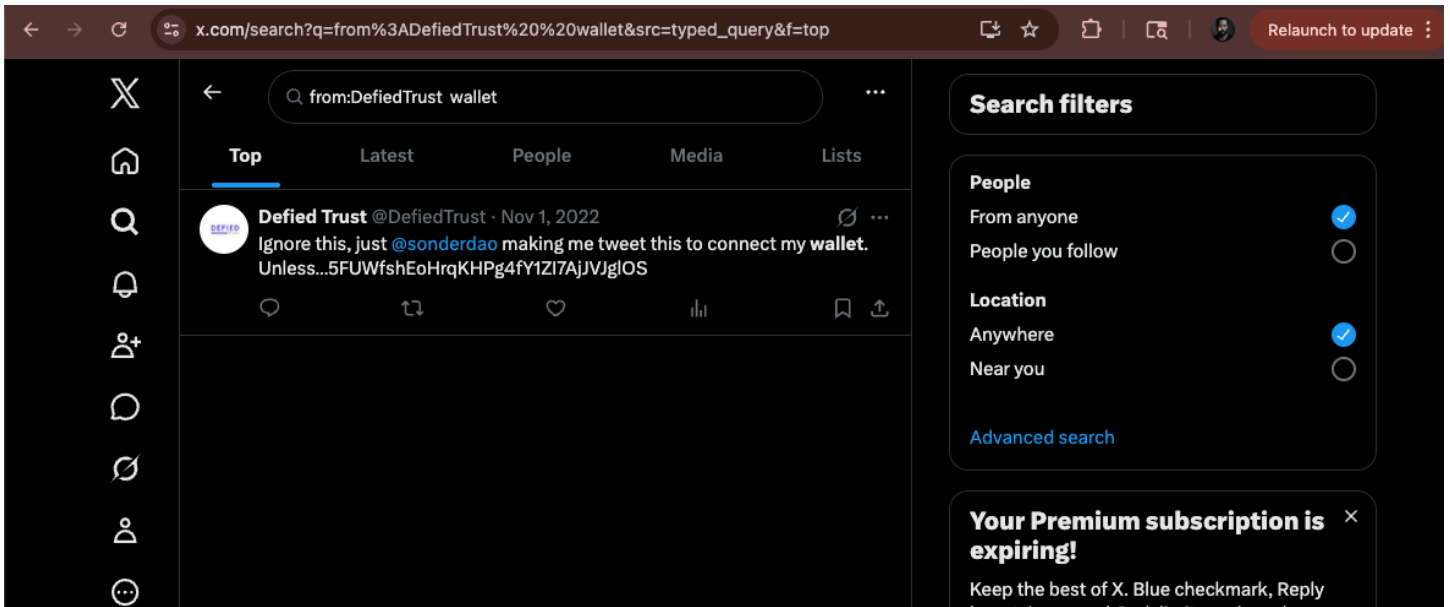 x.com/search?q=from%3ADefiedTrust%20%20wallet&src=typed_query&f=top
Relaunch to update
from:DefiedTrust wallet
Top
Latest
People
Media
Lists
Defied Trust @DefiedTrust · Nov 1, 2022
Ignore this, just @sonderdao making me tweet this to connect my wallet.
Unless...5FUWfshEoHrqKHPg4fY1ZI7AjJVJglOS
DEFIED
Search filters
People
From anyone
People you follow
Location
Anywhere
Near you
Advanced search
Your Premium subscription is
expiring!
Keep the best of X. Blue checkmark, Reply